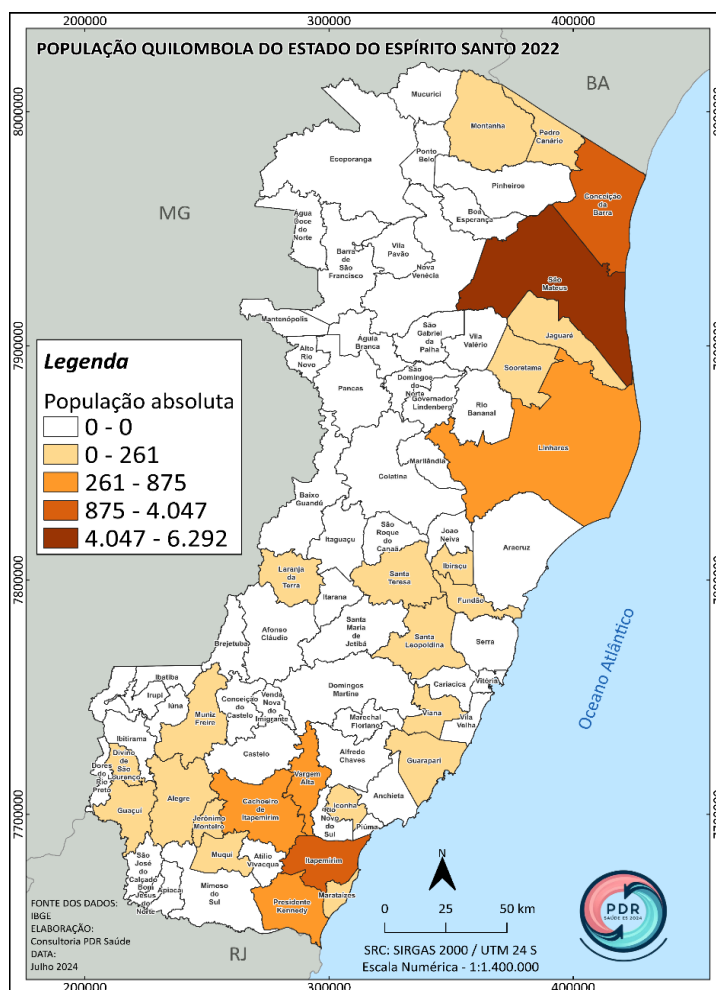 200000
300000
400000
POPULAÇÃO QUILOMBOLA DO ESTADO DO ESPÍRITO SANTO 2022
BA
MG
RJ
8000000
7900000
7800000
7700000
Mucurici
Montanha
Pedro
Canário
Ponto
Belo
Ecoporanga
Pinheiros
Conceição
da
Barra
Boa
Esperança
Água
Doce
do
Norte
Vila
Pavão
Barra
de
São
Francisco
Nova
Venécia
São
Mateus
Mantenópolis
Jaguaré
São
Gabriel
da
Palha
Vila
Valério
Águia
Branca
Alto
Rio
Novo
Sooretama
São
Domingos
do
Norte
Pancas
Governador
Lindenberg
Rio
Bananal
Linhares
Marilândia
Colatina
Baixo
Guandú
São
Roque
do
Canaã
Joao
Neiva
Itaguaçu
Aracruz
Ibiraçu
Laranja
da
Terra
Santa
Teresa
Itarana
Fundão
Santa
Maria
de
Jetibá
Afonso
Cláudio
Santa
Leopoldina
Serra
Brejetuba
Ibatiba
Domingos
Martins
Cariacica
Vitória
Irupi
Iúna
Muniz
Freire
Conceição
do
Castelo
Venda
Nova
do
Imigrante
Marechal
Floriano
Viana
Vila
Velha
Ibitirama
Divino
de São
Lourenço
Castelo
Alfredo
Chaves
Guarapari
Dores
do Rio
Preto
Vargem
Alta
Anchieta
Guaçuí
Alegre
Cachoeiro
de
Itapemirim
Iconha
Jerônimo
Monteiro
Rio
Novo
do
Sul
Piúma
São
José
do
Calçado
Muqui
Atílio
Vivacqua
Itapemirim
Bom
Jesus
do
Norte
Apiacá
Mimoso
do
Sul
Presidente
Kennedy
Marataízes
Oceano Atlântico
Legenda
População absoluta
0 - 0
0 - 261
261 - 875
875 - 4.047
4.047 - 6.292
FONTE DOS DADOS:
IBGE
ELABORAÇÃO:
Consultoria PDR Saúde
DATA:
Julho 2024
N
0 25 50 km
SRC: SIRGAS 2000 / UTM 24 S
Escala Numérica - 1:1.400.000
PDR
SAÚDE ES 2024
200000
300000
400000